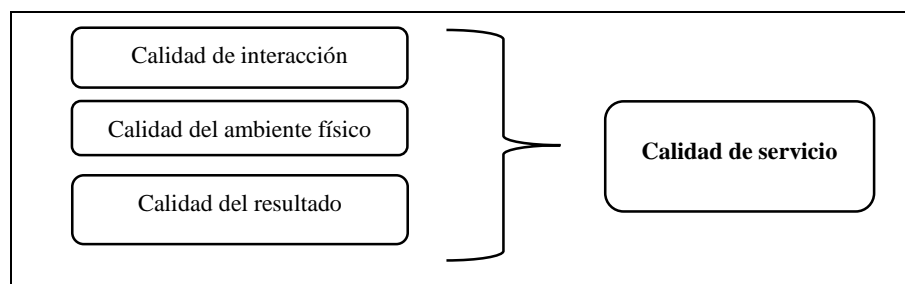 Calidad de interacción
Calidad del ambiente físico
Calidad del resultado
Calidad de servicio